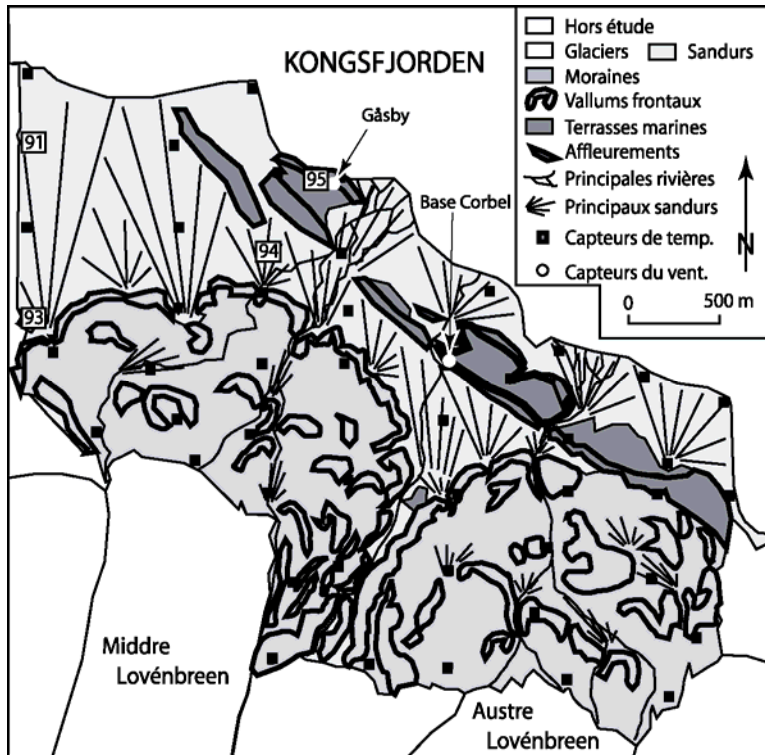 KONGSFJORDEN
Hors étude
Glaciers
Sandurs
Moraines
Vallums frontaux
Terrasses marines
Affleurements
Principales rivières
Principaux sandurs
Capteurs de temp.
Capteurs du vent.
N
0 500 m
Gåsby
91
95
Base Corbel
94
93
Middre
Lovénbreen
Austre
Lovénbreen